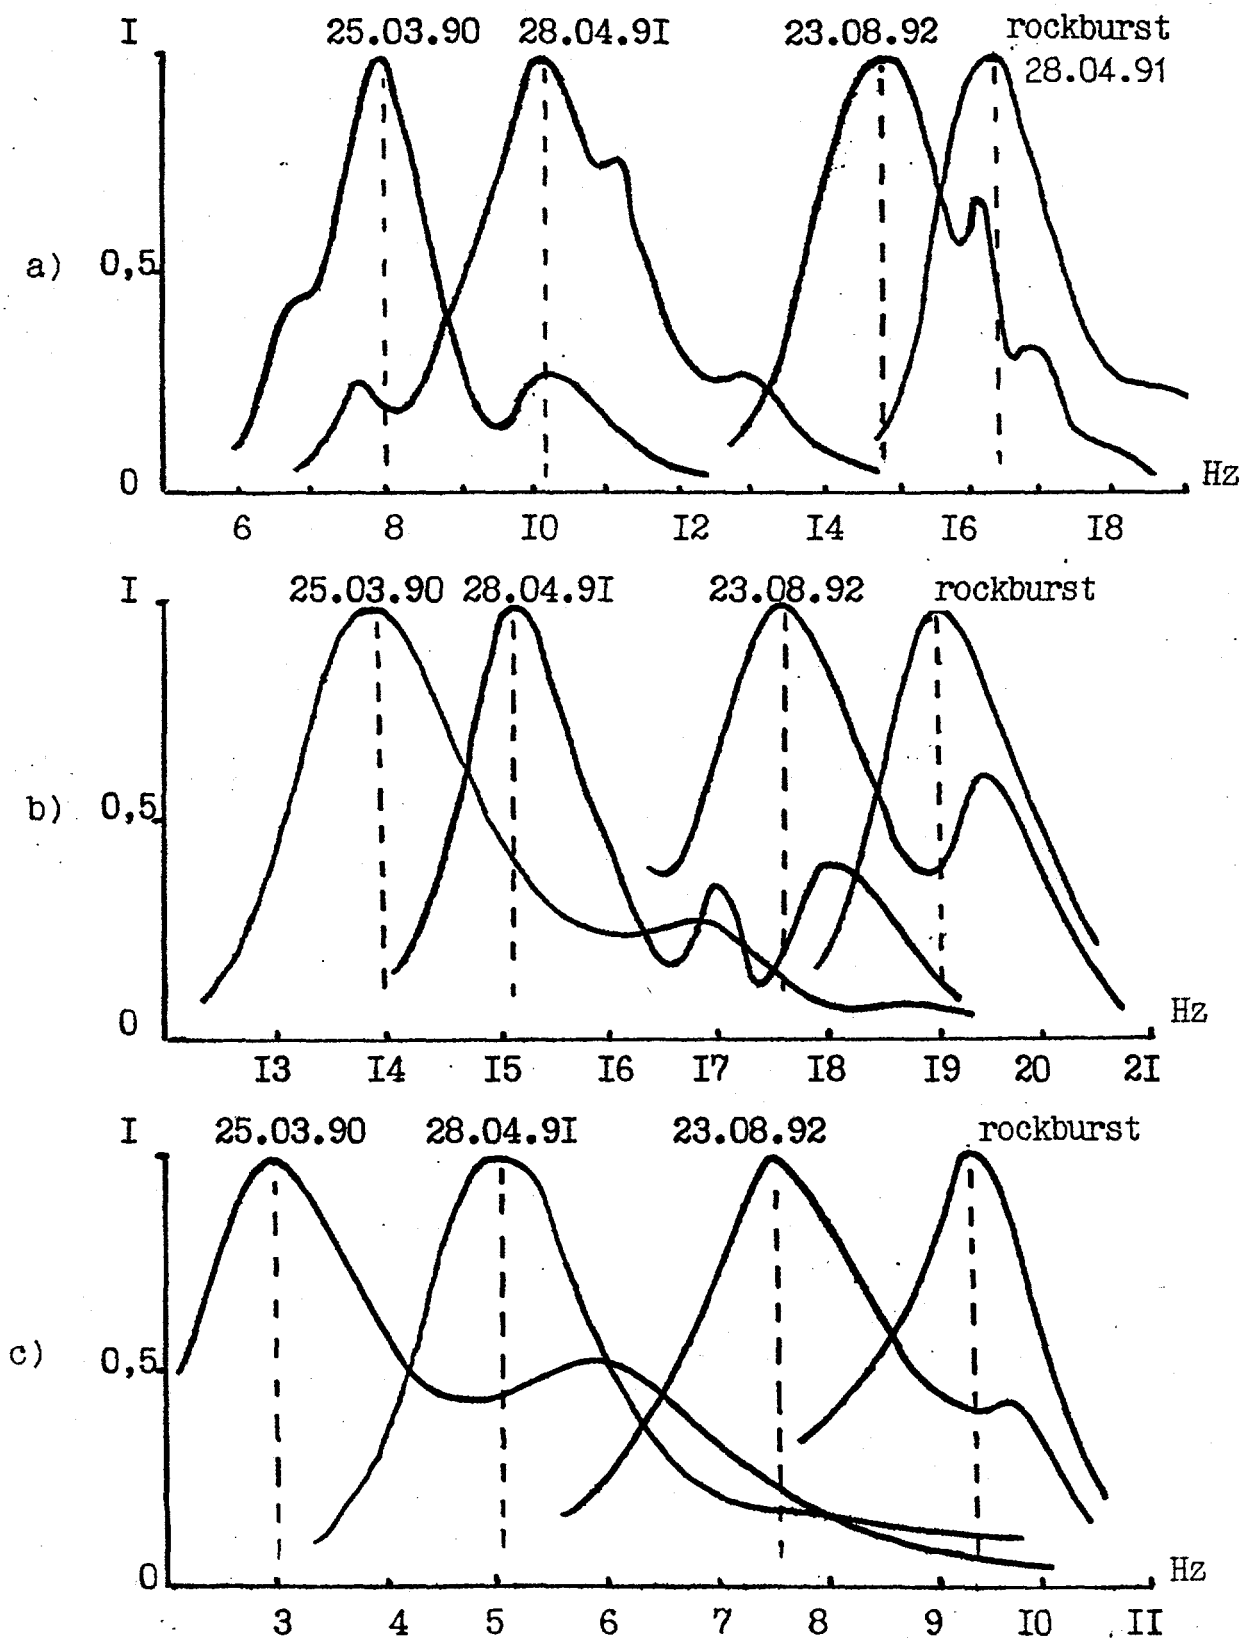 I 25.03.90 28.04.9I 23.08.92 rockburst
28.04.91
a) 0,5
0 Hz
6 8 I0 I2 I4 I6 I8
I 25.03.90 28.04.9I 23.08.92 rockburst
b) 0,5
0 Hz
I3 I4 I5 I6 I7 I8 I9 20 2I
I 25.03.90 28.04.9I 23.08.92 rockburst
c) 0,5
0 Hz
3 4 5 6 7 8 9 I0 II